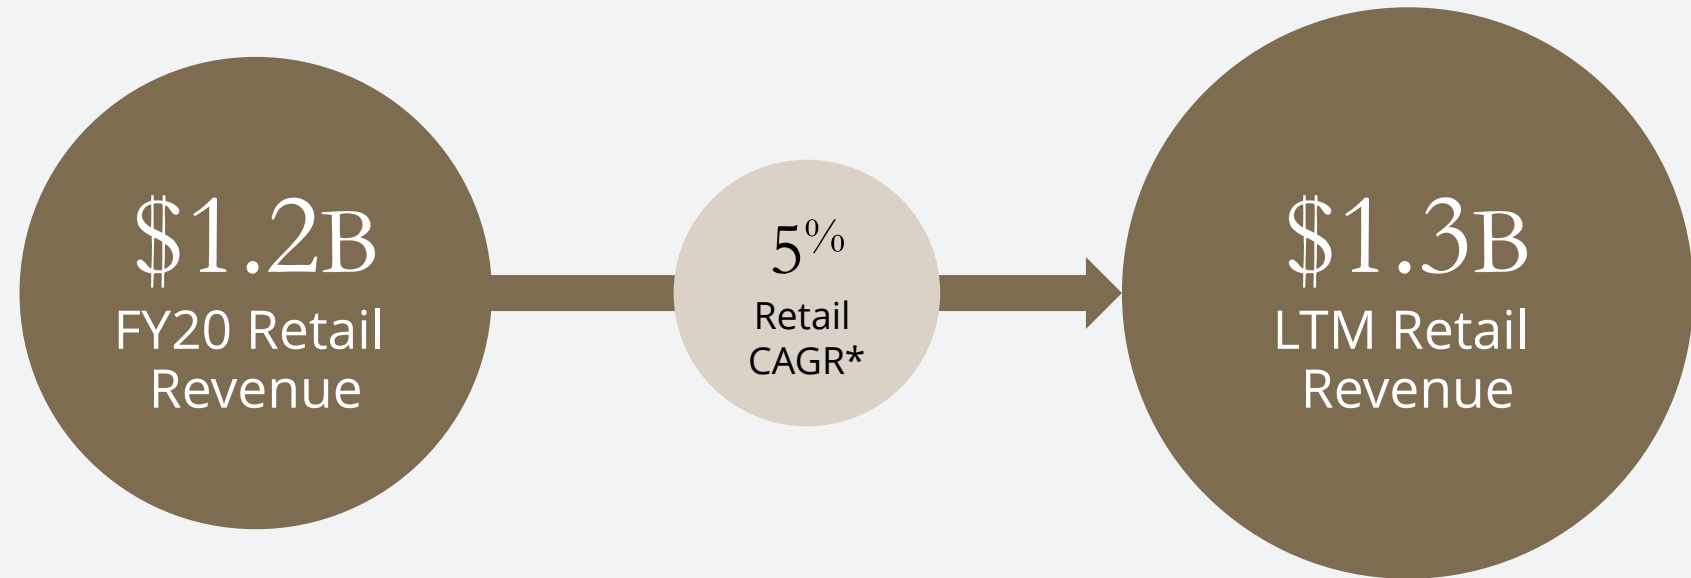 $1.2B
FY20 Retail
Revenue
5%
Retail
CAGR*
$1.3B
LTM Retail
Revenue